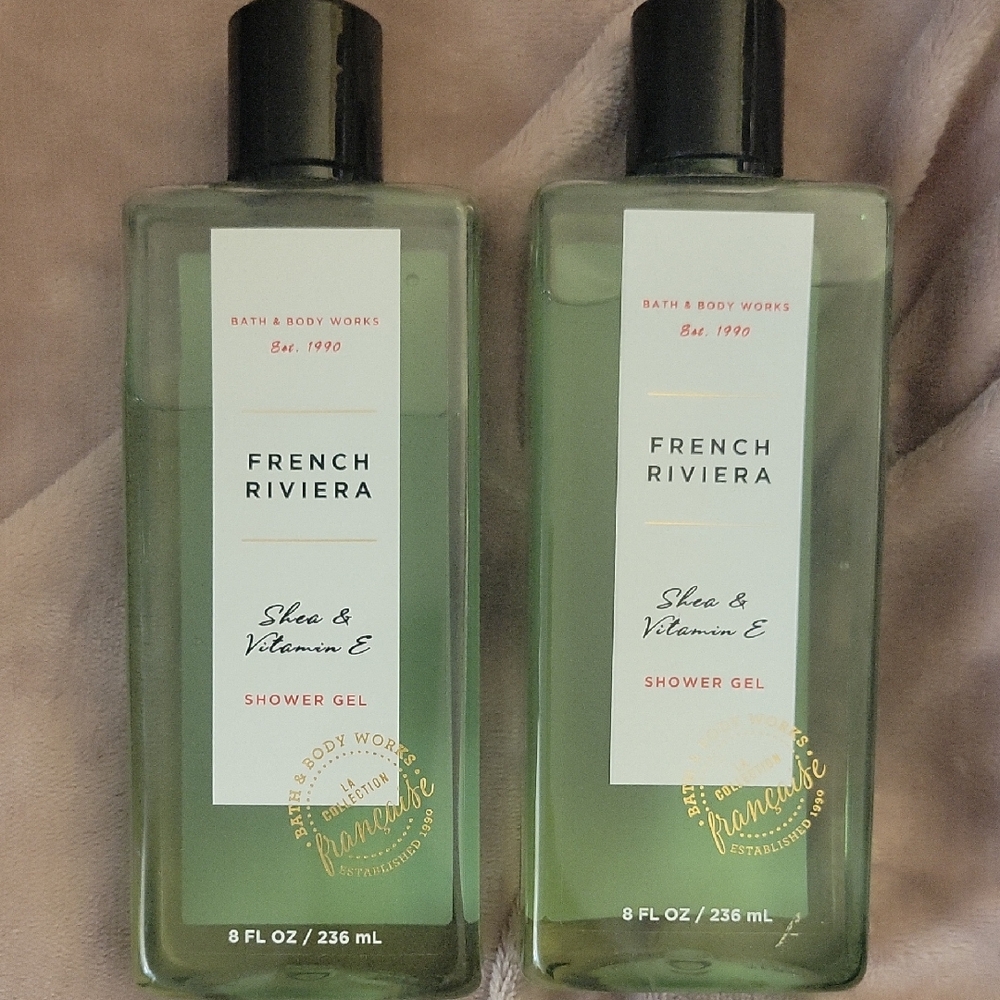 BATH & BODY WORKS
Est. 1990
FRENCH
RIVIERA
Shea &
Vitamin E
SHOWER GEL
BATH & BODY WORKS
LA
COLLECTION
française
ESTABLISHED 1990
8 FL OZ / 236 mL
BATH & BODY WORKS
Est. 1990
FRENCH
RIVIERA
Shea &
Vitamin E
SHOWER GEL
BATH & BODY WORKS
LA
COLLECTION
française
ESTABLISHED 1990
8 FL OZ / 236 mL